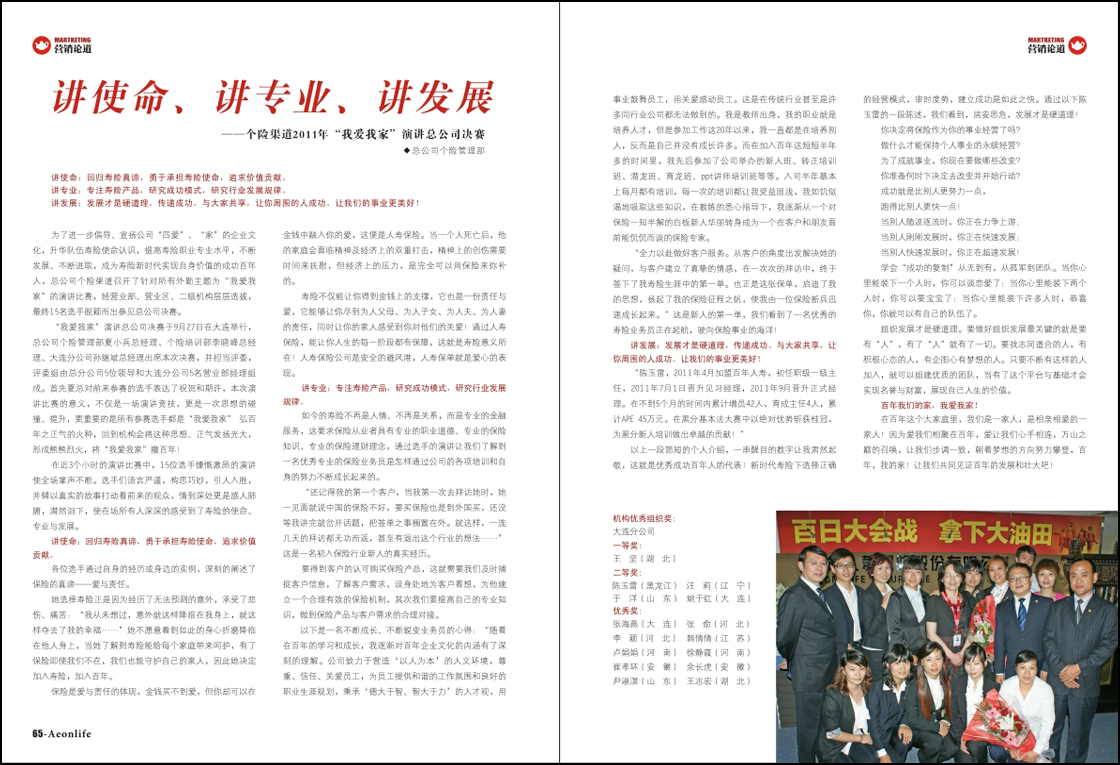 MARTKETING
营销论道
讲使命、讲专业、讲发展
——个险渠道2011年“我爱我家”演讲总公司决赛
◆总公司个险管理部
讲使命：回归寿险真谛，勇于承担寿险使命，追求价值贡献。
讲专业：专注寿险产品，研究成功模式，研究行业发展规律。
讲发展：发展才是硬道理，传递成功，与大家共享，让你周围的人成功，让我们的事业更美好！
为了进一步倡导、宣扬公司“四爱”、“家”的企业文
化，升华队伍寿险使命认识，提高寿险职业专业水平，不断
发展、不断进取，成为寿险新时代实现自身价值的成功百年
人。总公司个险渠道召开了针对所有外勤主题为“我爱我
家”的演讲比赛，经营业部、营业区、二级机构层层选拔，
最终15名选手脱颖而出参见总公司决赛。
“我爱我家”演讲总公司决赛于9月27日在大连举行，
总公司个险管理部夏小兵总经理、个险培训部李晓峰总经
理、大连分公司孙继斌总经理出席本次决赛，并担当评委，
评委组由总公司5位领导和大连分公司5名营业部经理组
成。首先夏总对前来参赛的选手表达了祝贺和期许，本次演
讲比赛的意义，不仅是一场演讲竞技，更是一次思想的碰
撞、提升，更重要的是所有参赛选手都是“我爱我家” 弘百
年之正气的火种，回到机构会将这种思想、正气发扬光大，
形成熊熊烈火，将“我爱我家”撒百年！
在近3个小时的演讲比赛中，15位选手慷慨激昂的演讲
使全场掌声不断。选手们语言严谨，构思巧妙，引人入胜，
并辅以真实的故事打动着前来的观众，情到深处更是感人肺
腑，潸然泪下，使在场所有人深深的感受到了寿险的使命、
专业与发展。
讲使命：回归寿险真谛，勇于承担寿险使命，追求价值
贡献。
各位选手通过自身的经历或身边的实例，深刻的阐述了
保险的真谛——爱与责任。
她选择寿险正是因为经历了无法预测的意外，承受了悲
伤、痛苦：“我从未想过，意外就这样降临在我身上，就这
样夺去了我的幸福……”她不愿意看到如此的身心折磨降临
在他人身上，当她了解到寿险能给每个家庭带来呵护，有了
保险即使我们不在，我们也能守护自己的家人，因此她决定
加入寿险，加入百年。
保险是爱与责任的体现，金钱买不到爱，但你却可以在
65-Aeonlife
金钱中融入你的爱，这便是人寿保险。当一个人死亡后，他
的家庭会面临精神及经济上的双重打击，精神上的创伤需要
时间来抚慰，但经济上的压力，是完全可以用保险来弥补
的。
寿险不仅能让你得到金钱上的支撑，它也是一份责任与
爱，它能够让你尽到为人父母、为人子女、为人夫、为人妻
的责任，同时让你的家人感受到你对他们的关爱！通过人寿
保险，能让你人生的每一阶段都有保障，这就是寿险意义所
在！人寿保险公司是安全的避风港，人寿保单就是爱心的表
现。
讲专业：专注寿险产品，研究成功模式，研究行业发展
规律。
如今的寿险不再是人情、不再是关系，而是专业的金融
服务，这要求保险从业者具有专业的职业道德、专业的保险
知识、专业的保险理财理念，通过选手的演讲让我们了解到
一名优秀专业的保险业务员是怎样通过公司的各项培训和自
身的努力不断成长起来的。
“还记得我的第一个客户，当我第一次去拜访她时，她
一见面就说中国的保险不好，要买保险也是到外国买，还没
等我讲完就岔开话题，把签单之事搁置在外。就这样，一连
几天的拜访都无功而返，甚至有退出这个行业的想法……”
这是一名初入保险行业新人的真实经历。
要得到客户的认可购买保险产品，这就需要我们及时捕
捉客户信息，了解客户需求，设身处地为客户着想，为他建
立一个合理有效的保险机制，其次我们要提高自己的专业知
识，做到保险产品与客户需求的合理对接。
以下是一名不断成长、不断蜕变业务员的心得：“随着
在百年的学习和成长，我逐渐对百年企业文化的内涵有了深
刻的理解。公司致力于营造‘以人为本’的人文环境，尊
重、信任、关爱员工，为员工提供和谐的工作氛围和良好的
职业生涯规划，秉承‘德大于智、智大于力’的人才观，用
MARTKETING
营销论道
事业鼓舞员工，用关爱感动员工。这是在传统行业甚至是许
多同行业公司都无法做到的。我是教师出身，我的职业就是
培养人才，但是参加工作这20年以来，我一直都是在培养别
人，反而是自己并没有成长许多。而在加入百年这短短半年
多的时间里，我先后参加了公司举办的新人班、转正培训
班、潜龙班、育龙班、ppt讲师培训班等等。入司半年基本
上每月都有培训，每一次的培训都让我受益匪浅，我如饥似
渴地吸取这些知识，在教练的悉心指导下，我逐渐从一个对
保险一知半解的白板新人华丽转身成为一个在客户和朋友面
前能侃侃而谈的保险专家。
“全力以赴做好客户服务。从客户的角度出发解决她的
疑问，与客户建立了真挚的情感，在一次次的拜访中，终于
签下了我寿险生涯中的第一单。也正是这张保单，启迪了我
的思想，扬起了我的保险征程之帆，使我由一位保险新兵迅
速成长起来。”这是新人的第一单，我们看到了一名优秀的
寿险业务员正在起航，驶向保险事业的海洋！
讲发展：发展才是硬道理，传递成功，与大家共享，让
你周围的人成功，让我们的事业更美好！
“陈玉雷，2011年4月加盟百年人寿，初任职级一级主
任，2011年7月1日晋升见习经理，2011年9月晋升正式经
理。在不到5个月的时间内累计增员42人，育成主任4人，累
计APE 45万元。在黑分基本法大赛中以绝对优势斩获桂冠，
为黑分新人培训做出卓越的贡献！”
以上一段简短的个人介绍，一串醒目的数字让我肃然起
敬，这就是优秀成功百年人的代表！新时代寿险下选择正确
的经营模式，审时度势，建立成功是如此之快。通过以下陈
玉雷的一段陈述，我们看到，居安思危，发展才是硬道理！
你决定将保险作为你的事业经营了吗？
做什么才能保持个人事业的永续经营？
为了成就事业，你现在要做哪些改变？
你准备何时下决定去改变并开始行动？
成功就是比别人更努力一点，
跑得比别人更快一点！
当别人随波逐流时，你正在力争上游；
当别人刚刚发展时，你正在快速发展；
当别人快速发展时，你正在超速发展！
学会“成功的复制”从无到有，从孤军到团队。当你心
里能装下一个人时，你可以谈恋爱了；当你心里能装下两个
人时，你可以要宝宝了；当你心里能装下许多人时，恭喜
你，你就可以有自己的队伍了。
组织发展才是硬道理。要做好组织发展最关键的就是要
有“人”，有了“人”就有了一切。要找志同道合的人，有
积极心态的人，有企图心有梦想的人。只要不断有这样的人
加入，就可以组建优质的团队，当有了这个平台与基础才会
实现名誉与财富，展现自己人生的价值。
百年我们的家，我爱我家！
在百年这个大家庭里，我们是一家人，是相亲相爱的一
家人！因为爱我们相聚在百年，爱让我们心手相连，万山之
巅的召唤，让我们步调一致，朝着梦想的方向努力攀登，百
年，我的家！让我们共同见证百年的发展和壮大吧！
机构优秀组织奖：
大连分公司
一等奖：
王　坚（湖　北）
二等奖：
陈玉雷（黑龙江）　汪　莉（辽　宁）
于　洋（山　东）　姚于红（大　连）
优秀奖：
张海燕（大　连）　张　俞（河　北）
李　颖（河　北）　韩倩倩（江　苏）
卢娟娟（河　南）　徐静霞（河　南）
崔孝环（安　徽）　余长虎（安　徽）
尹淑溟（山　东）　王志宏（湖　北）
百日大会战　拿下大油田